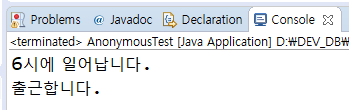 Problems @ Javadoc Declaration Console
<terminated> AnonymousTest [Java Application] D:₩DEV_DB₩
6시에 일어납니다.
출근합니다.